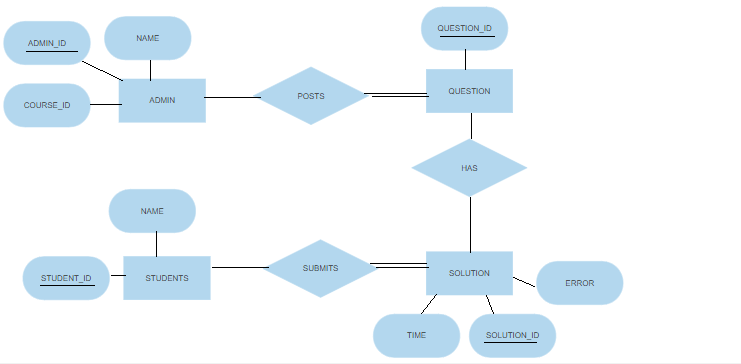 QUESTION_ID
ADMIN_ID
NAME
COURSE_ID
ADMIN
POSTS
QUESTION
HAS
NAME
STUDENT_ID
STUDENTS
SUBMITS
SOLUTION
ERROR
TIME
SOLUTION_ID